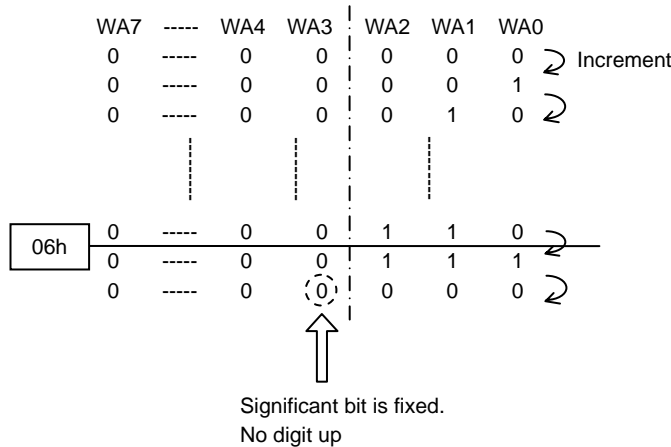 WA7 ----- WA4 WA3 WA2 WA1 WA0
0 ----- 0 0 0 0 0 Increment
0 ----- 0 0 0 0 1
0 ----- 0 0 0 1 0
0 ----- 0 0 1 1 0
06h
0 ----- 0 0 1 1 1
0 ----- 0 0 0 0 0
Significant bit is fixed.
No digit up